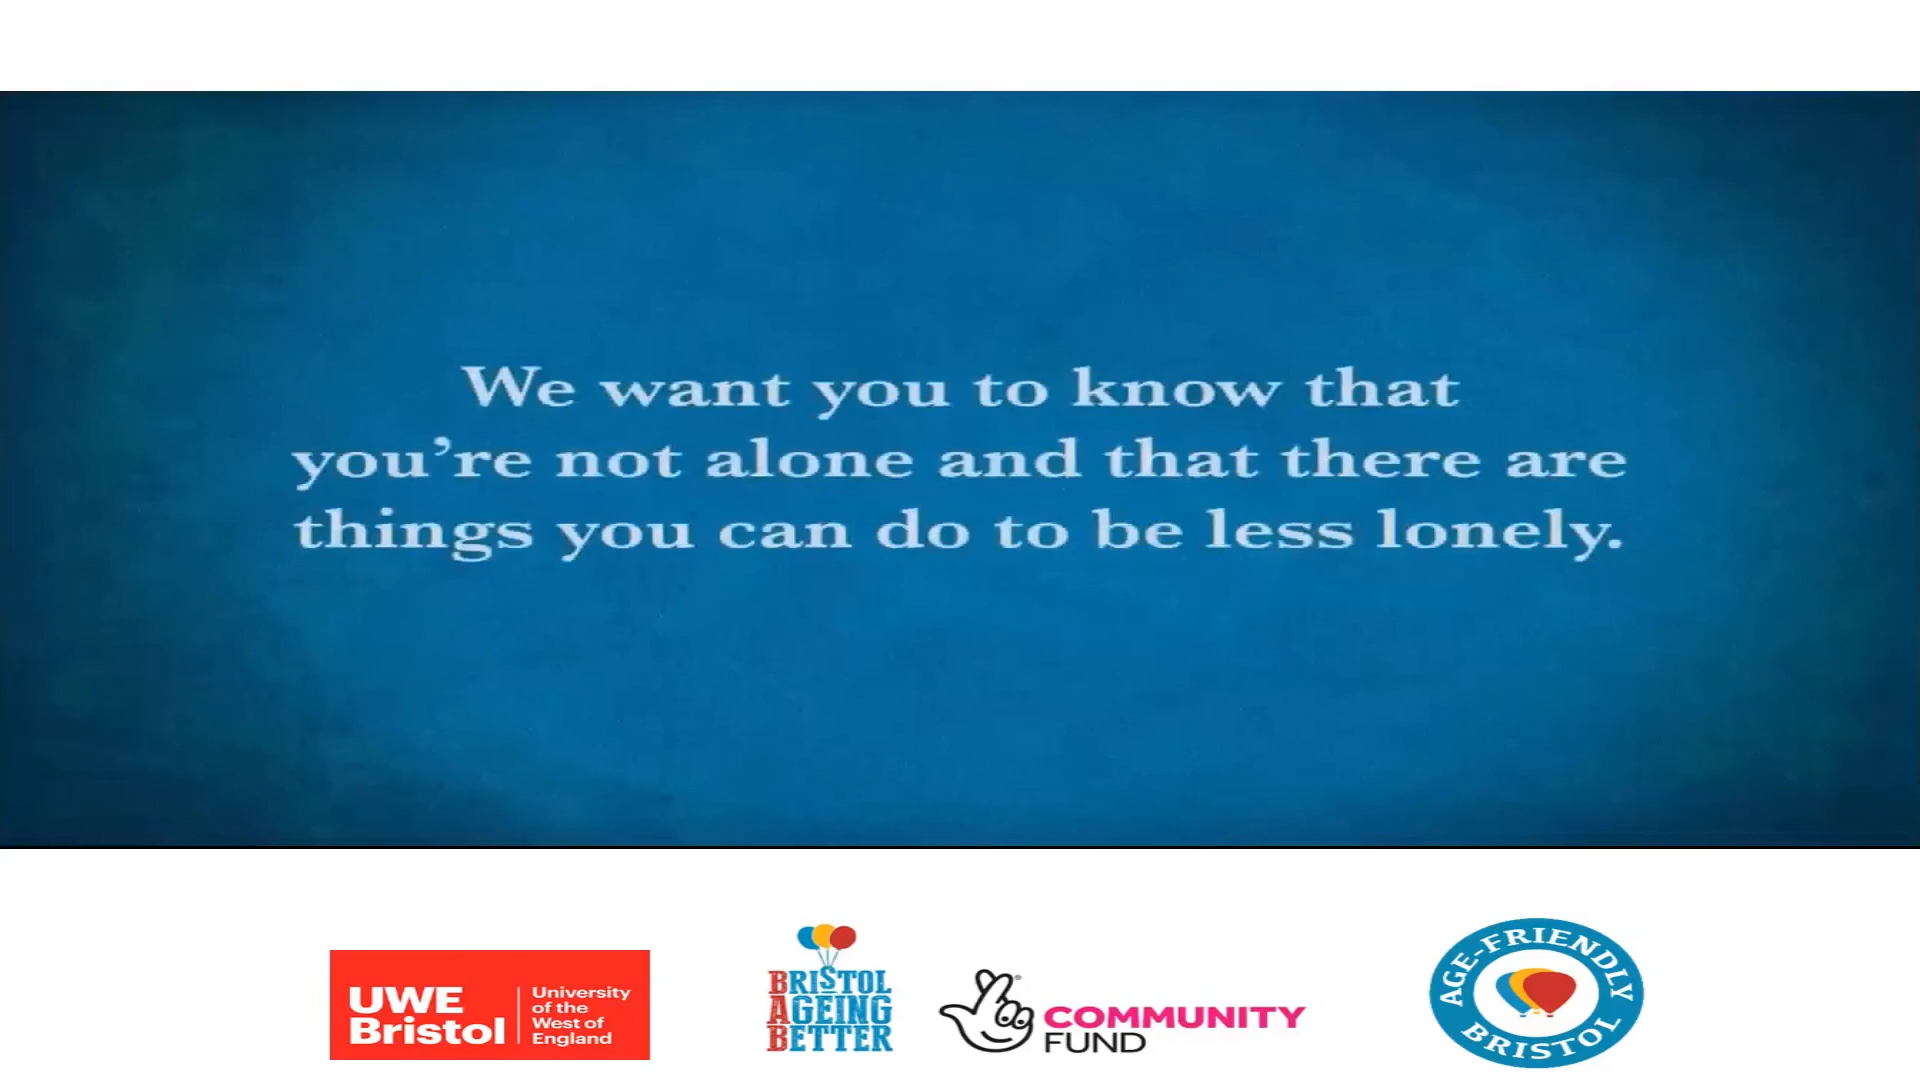 We want you to know that
you're not alone and that there are
things you can do to be less lonely.
UWE
Bristol
University
of the
West of
England
BRISTOL
AGEING
BETTER
COMMUNITY
FUND
AGE-FRIENDLY
BRISTOL